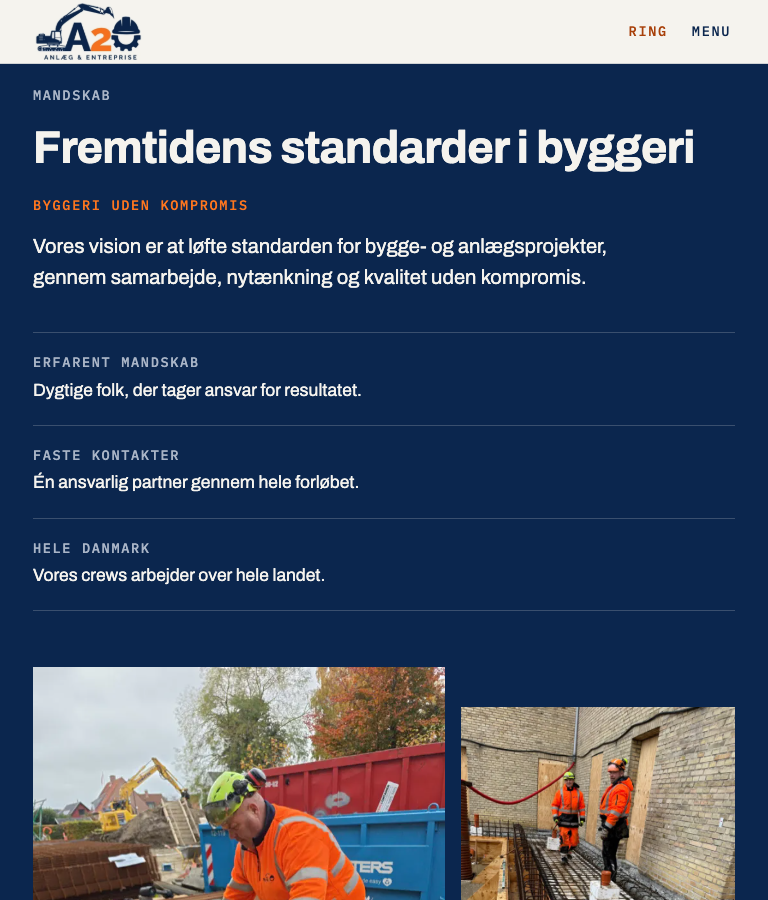 A2O
ANLÆG & ENTREPRISE
RING MENU
MANDSKAB
Fremtidens standarder i byggeri
BYGGERI UDEN KOMPROMIS
Vores vision er at løfte standarden for bygge- og anlægsprojekter,
gennem samarbejde, nytænkning og kvalitet uden kompromis.
ERFARENT MANDSKAB
Dygtige folk, der tager ansvar for resultatet.
FASTE KONTAKTER
Én ansvarlig partner gennem hele forløbet.
HELE DANMARK
Vores crews arbejder over hele landet.